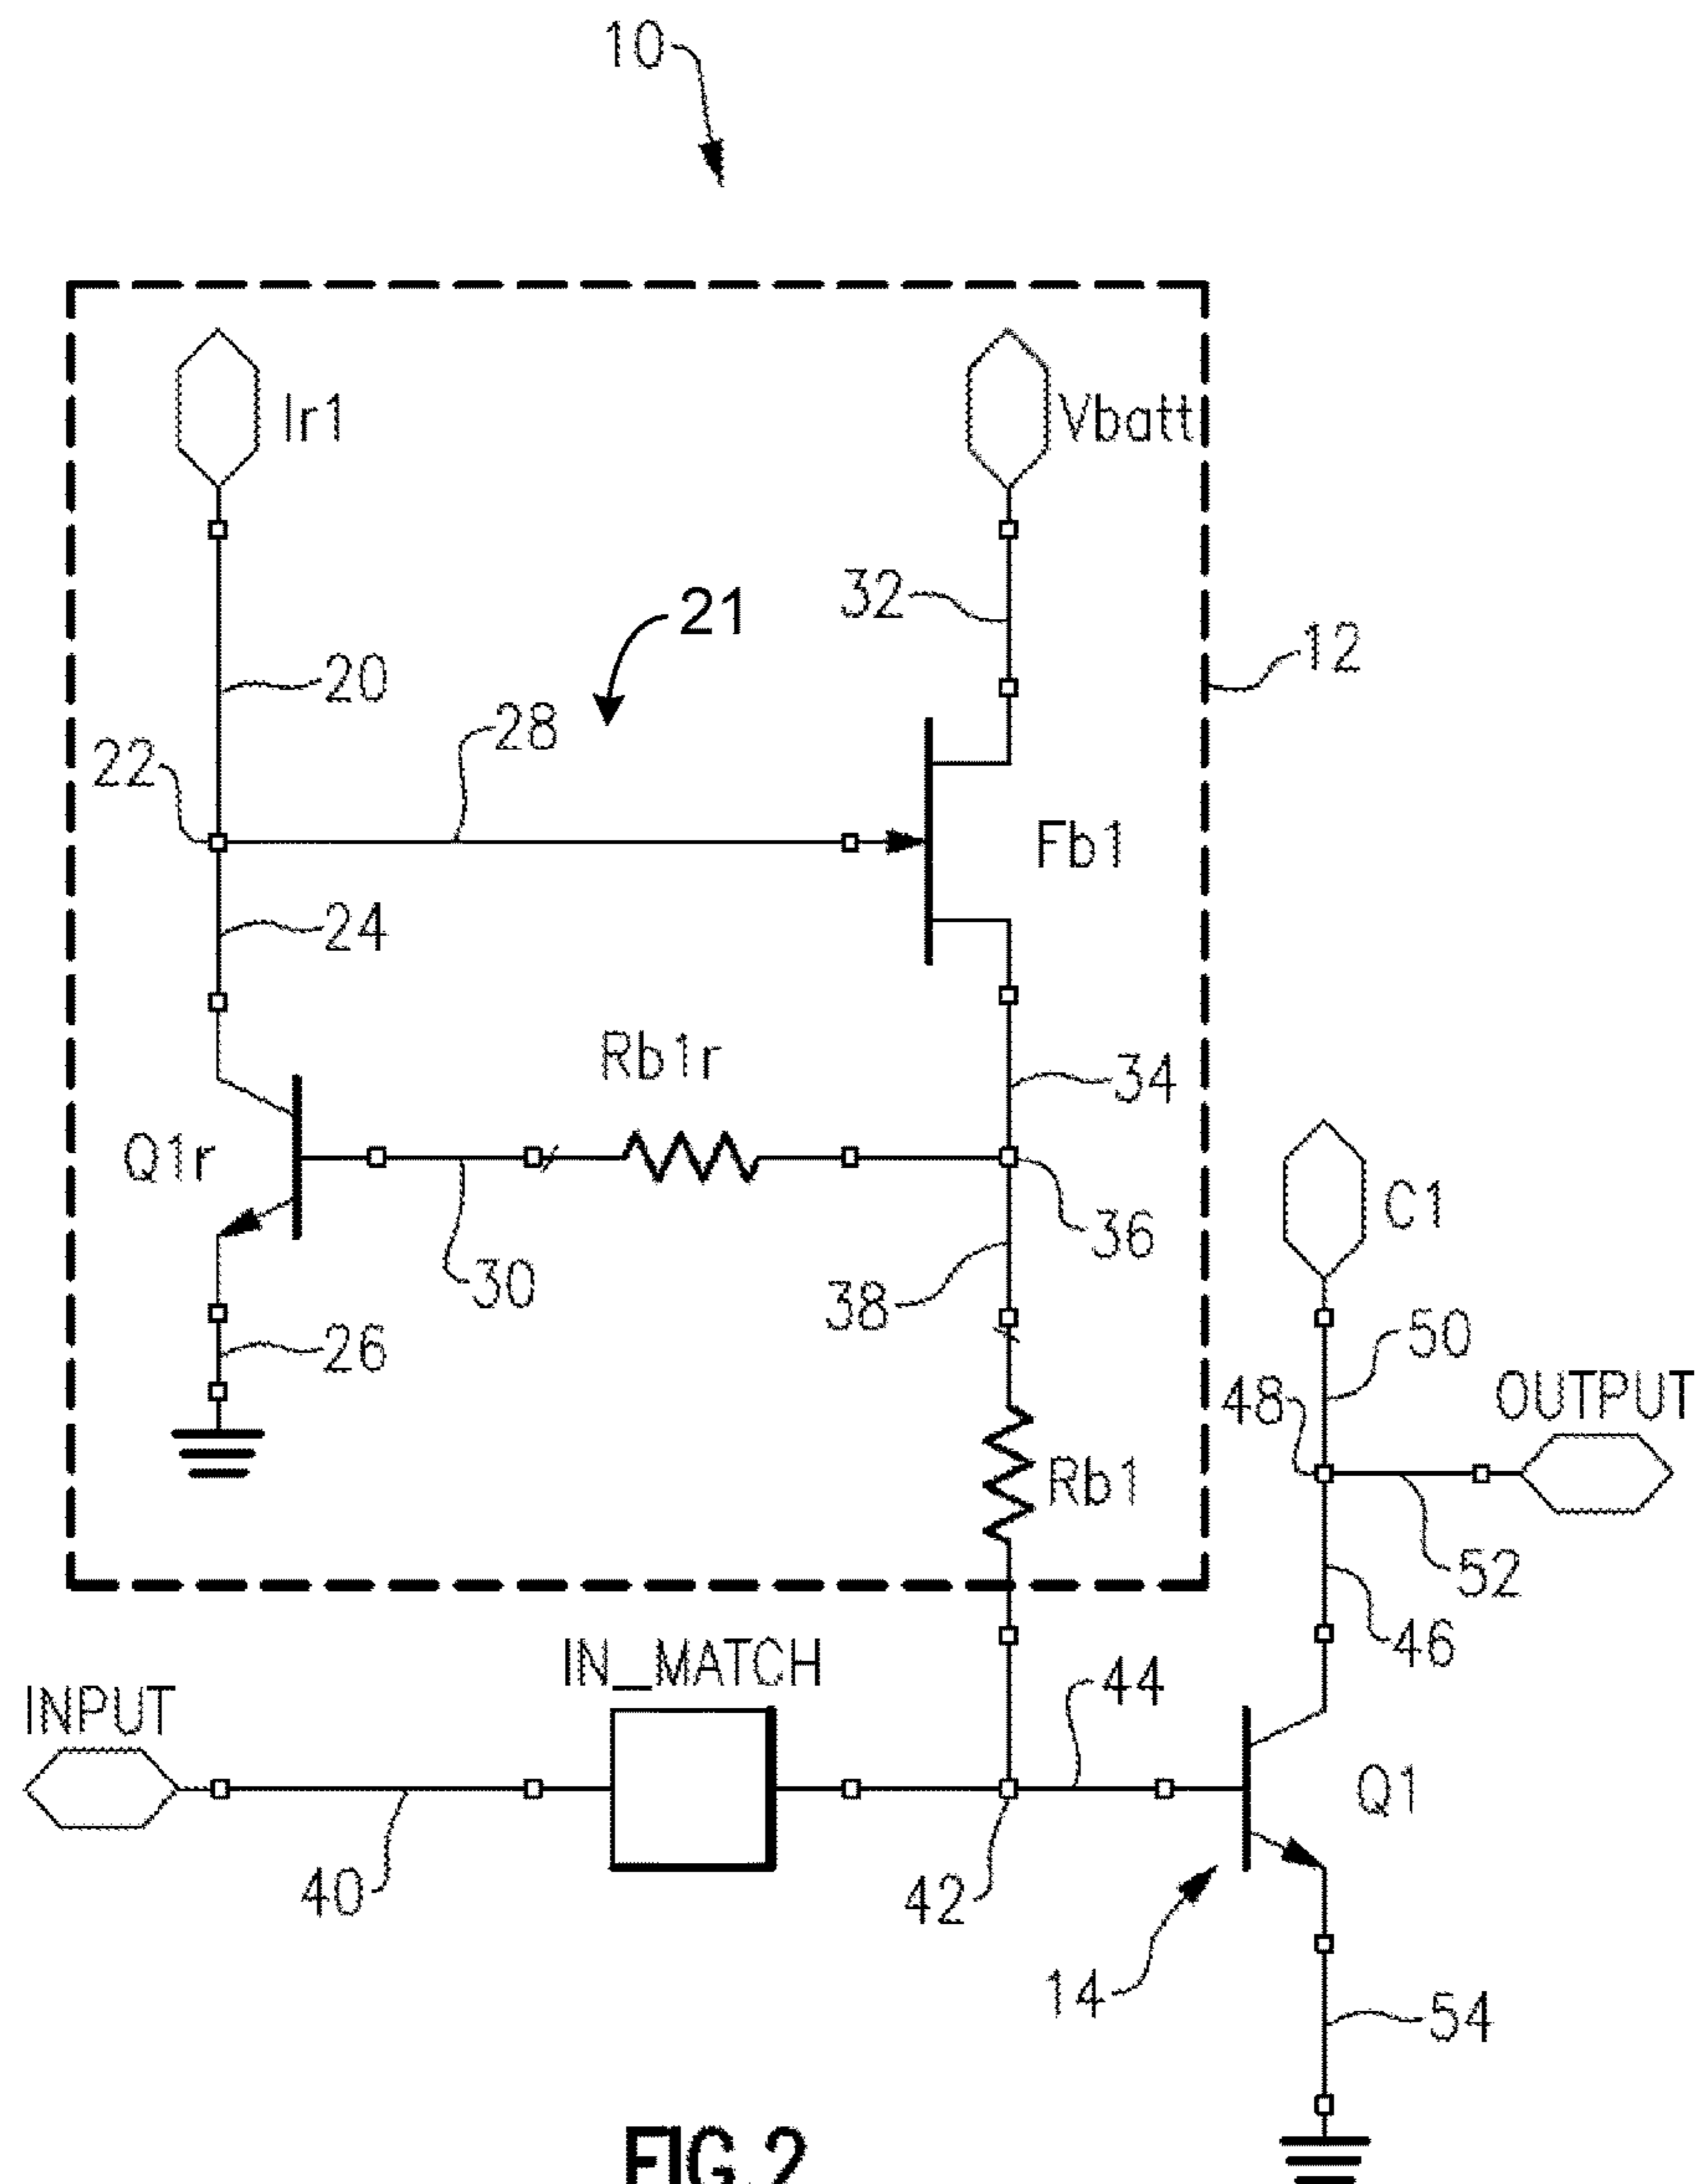 10
Ir1
Vbatt
32
21
12
20
28
22
Fb1
24
Rb1r
34
Q1r
C1
36
30
38
26
50
48
OUTPUT
Rb1
52
IN_MATCH
46
44
INPUT
Q1
40
42
14
54
FIG.2